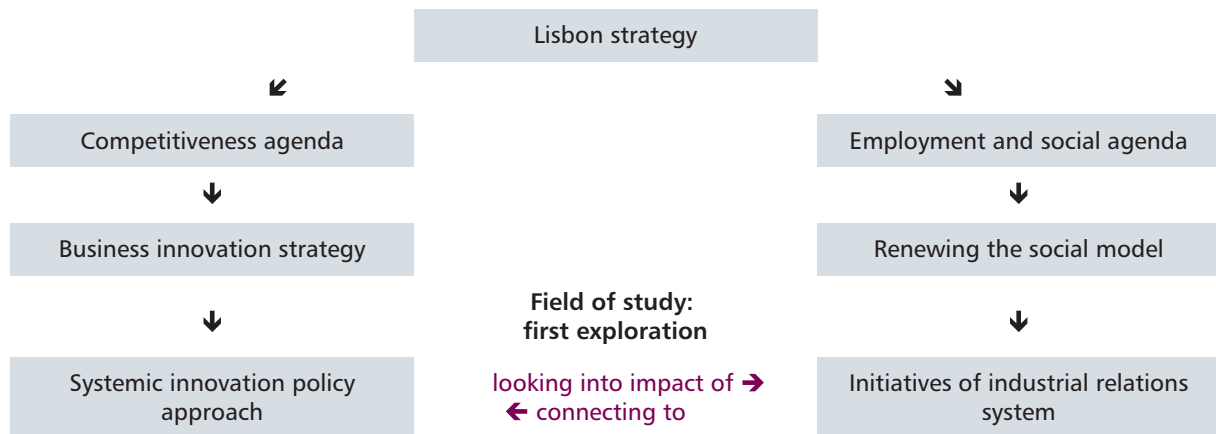 Lisbon strategy
Competitiveness agenda
Employment and social agenda
Business innovation strategy
Renewing the social model
Field of study:
first exploration
Systemic innovation policy
approach
looking into impact of →
← connecting to
Initiatives of industrial relations
system